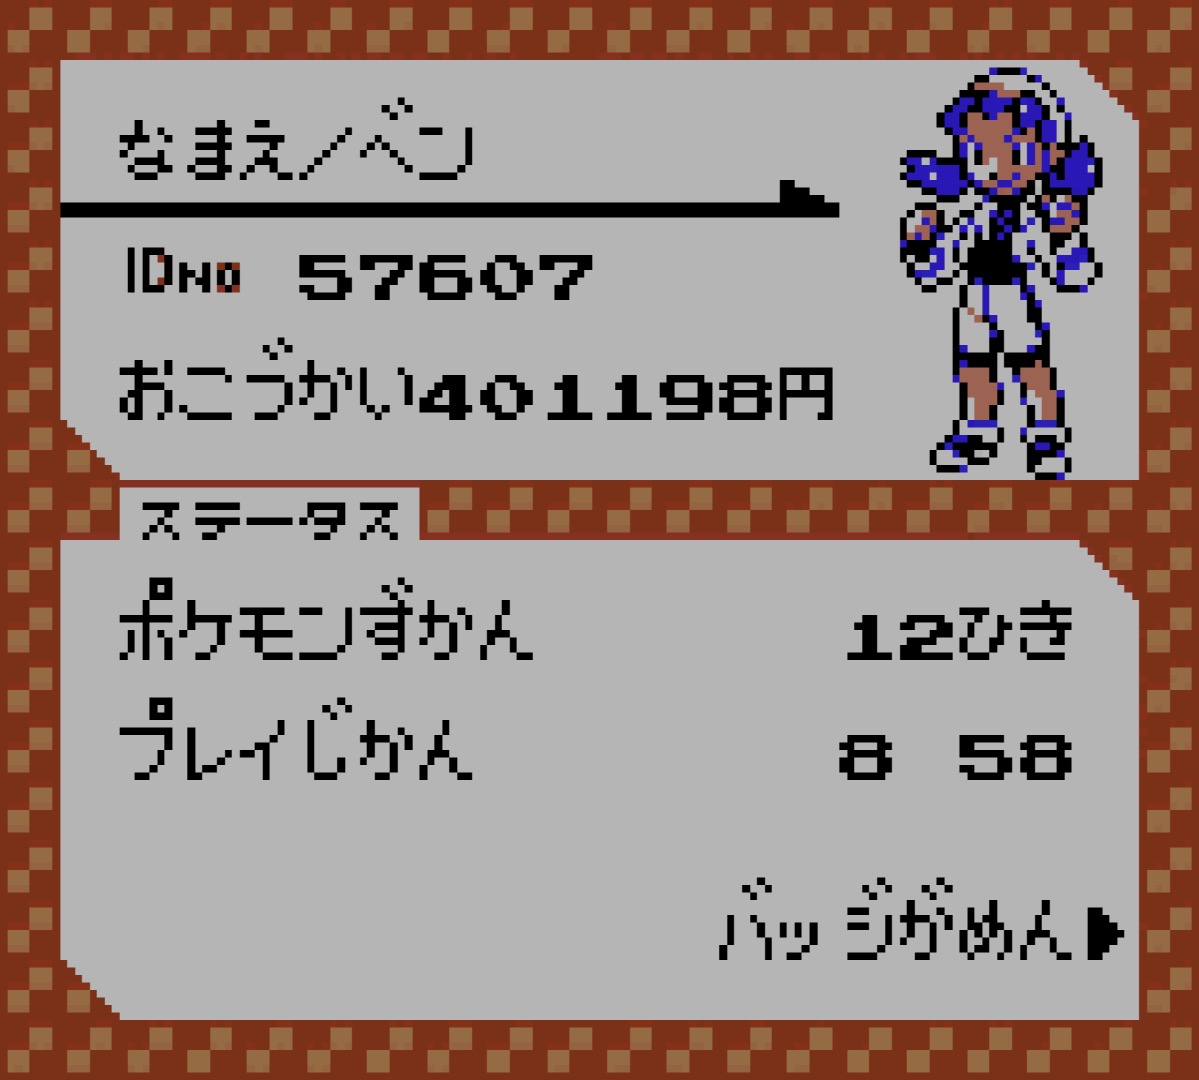 なまえ/ベン
IDNo 57607
おこづかい401198円
ステータス
ポケモンずかん 12ひき
プレイじかん 8 58
バッジがめん▶